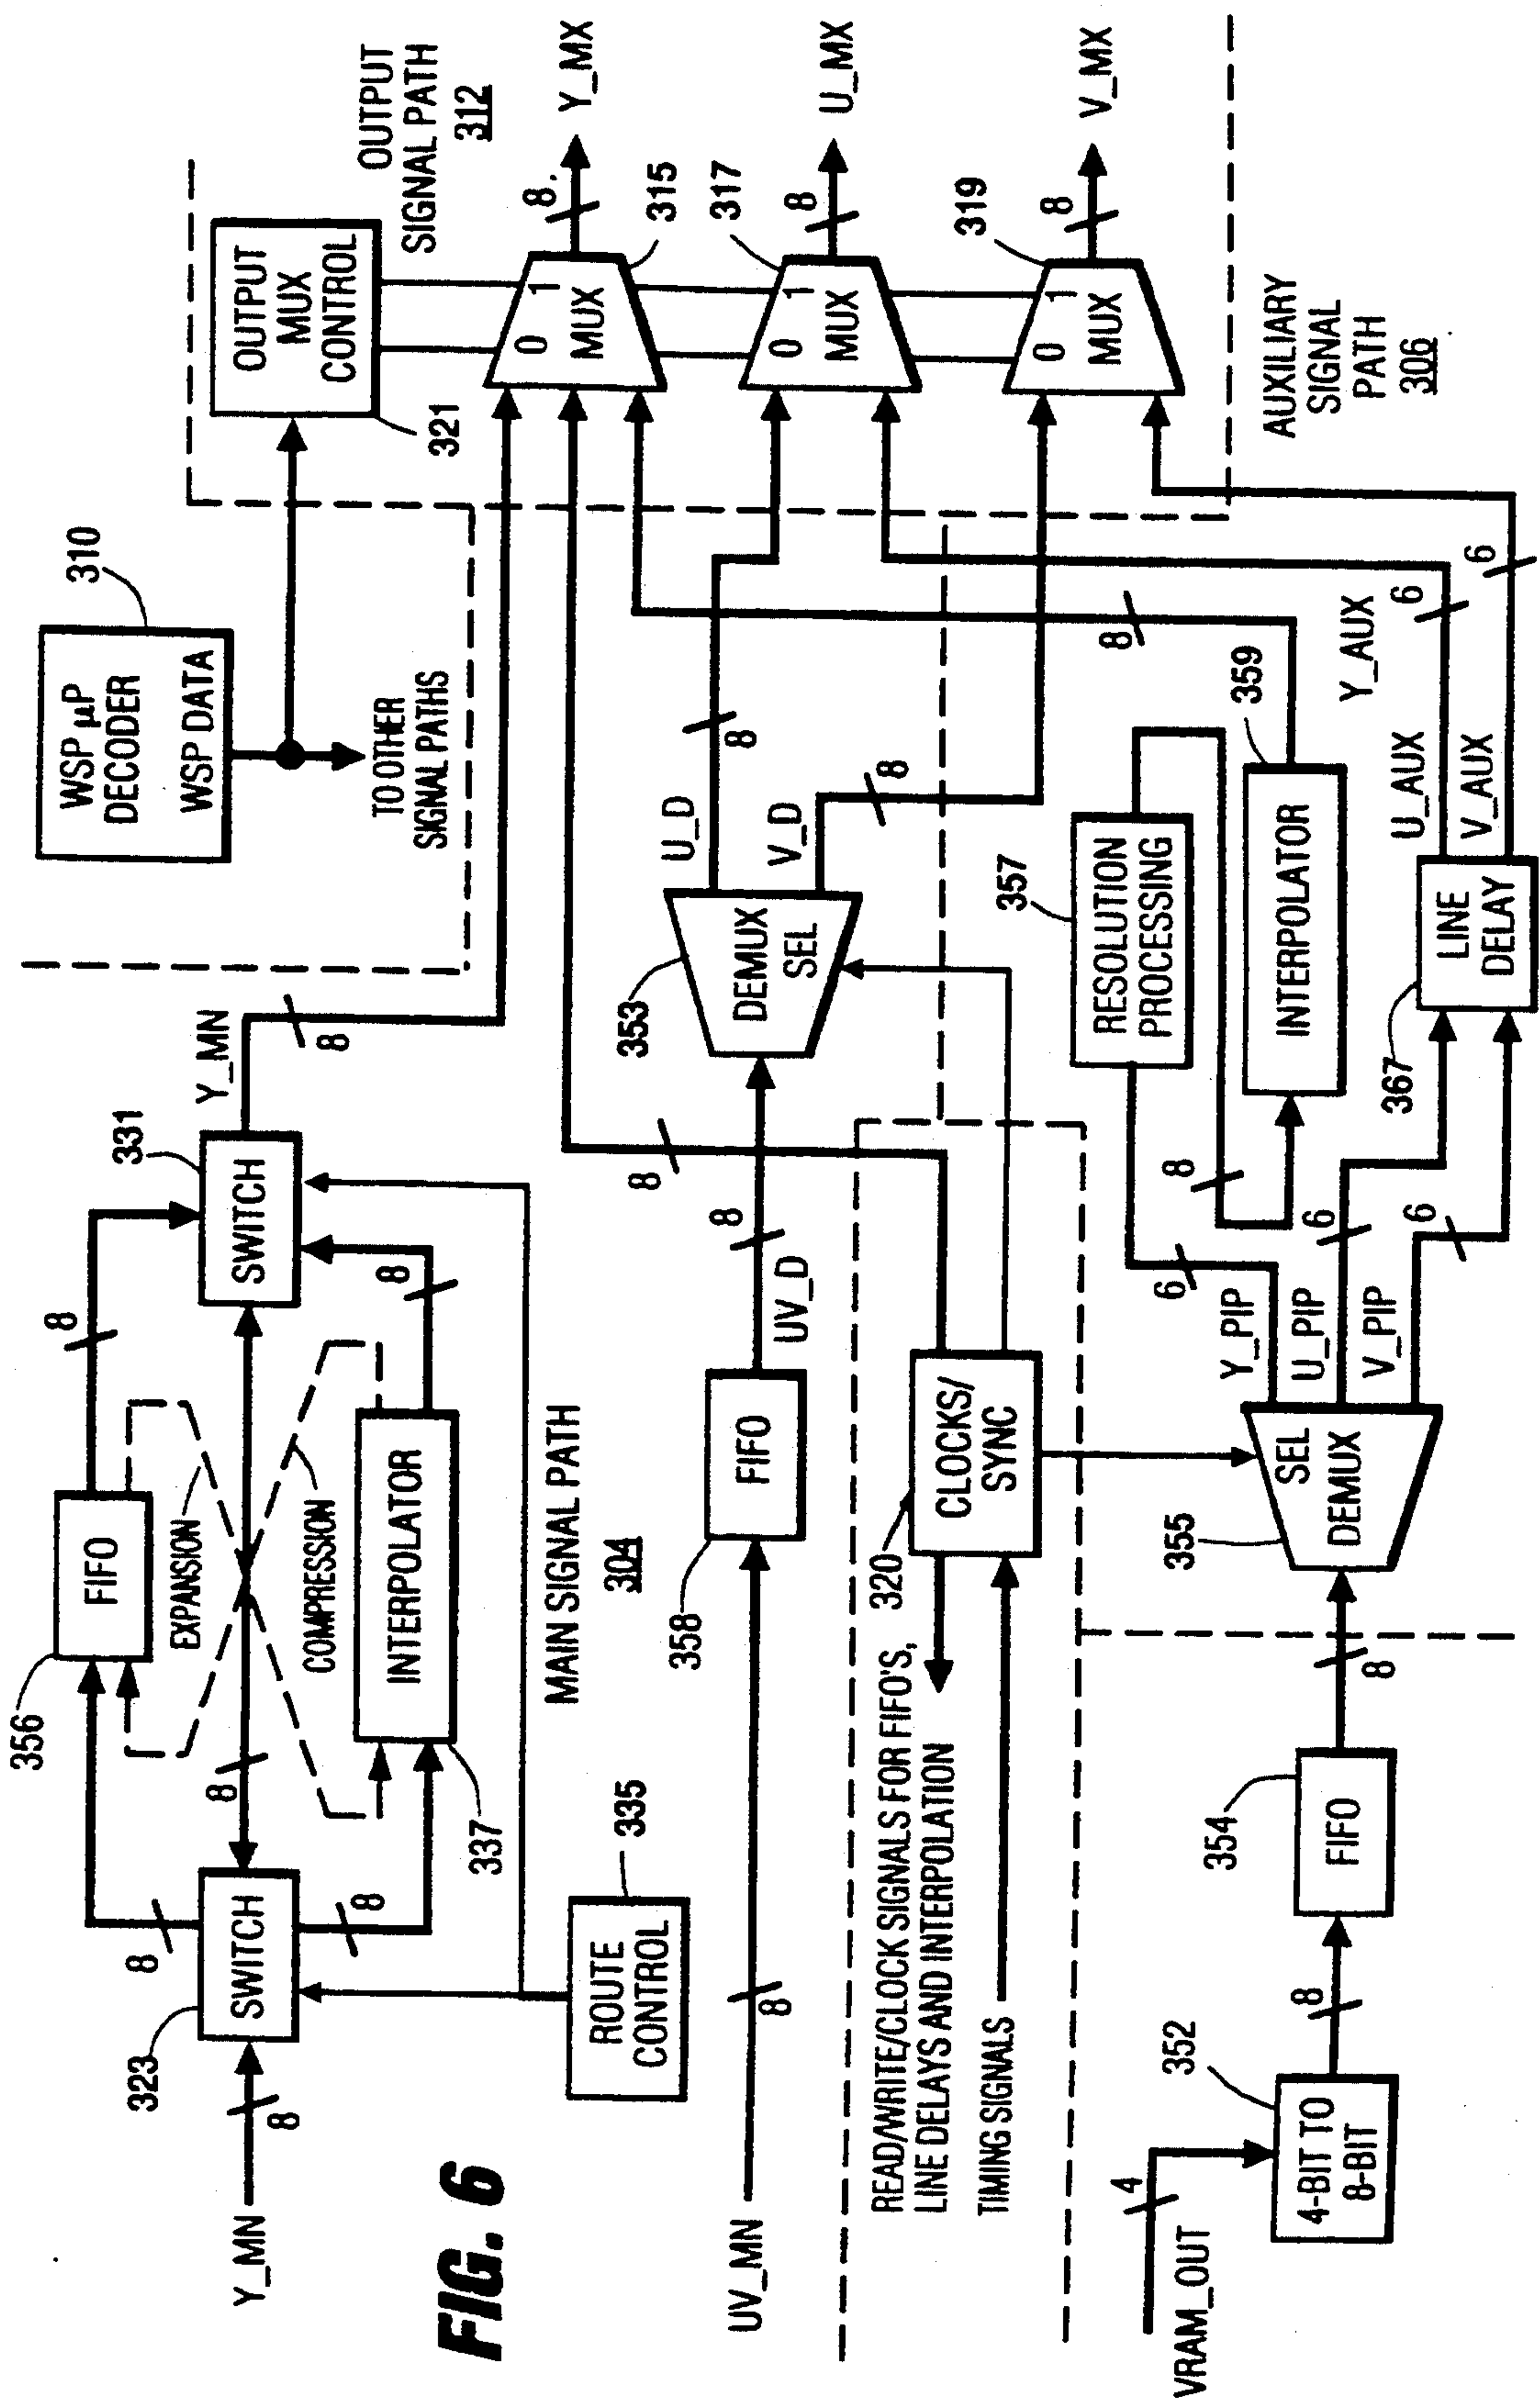 FIG. 6
Y_MN
8
323
SWITCH
8
8
8
356
FIFO
EXPANSION
COMPRESSION
INTERPOLATOR
337
8
8
331
SWITCH
Y_MN
8
ROUTE
CONTROL
335
MAIN SIGNAL PATH
304
310
WSP μP
DECODER
WSP DATA
TO OTHER
SIGNAL PATHS
OUTPUT
MUX
CONTROL
321
OUTPUT
SIGNAL PATH
312
0
1
MUX
315
8
Y_MX
0
1
MUX
317
8
U_MX
0
1
MUX
319
8
V_MX
UV_MN
8
358
FIFO
UV_D
8
353
DEMUX
SEL
U_D
8
V_D
8
8
READ/WRITE/CLOCK SIGNALS FOR FIFO'S,
LINE DELAYS AND INTERPOLATION
TIMING SIGNALS
320
CLOCKS/
SYNC
AUXILIARY
SIGNAL
PATH
306
VRAM_OUT
4
4-BIT TO
8-BIT
352
8
354
FIFO
8
355
SEL
DEMUX
Y_PIP
6
U_PIP
6
V_PIP
6
357
RESOLUTION
PROCESSING
8
INTERPOLATOR
359
8
Y_AUX
367
LINE
DELAY
U_AUX
6
V_AUX
6